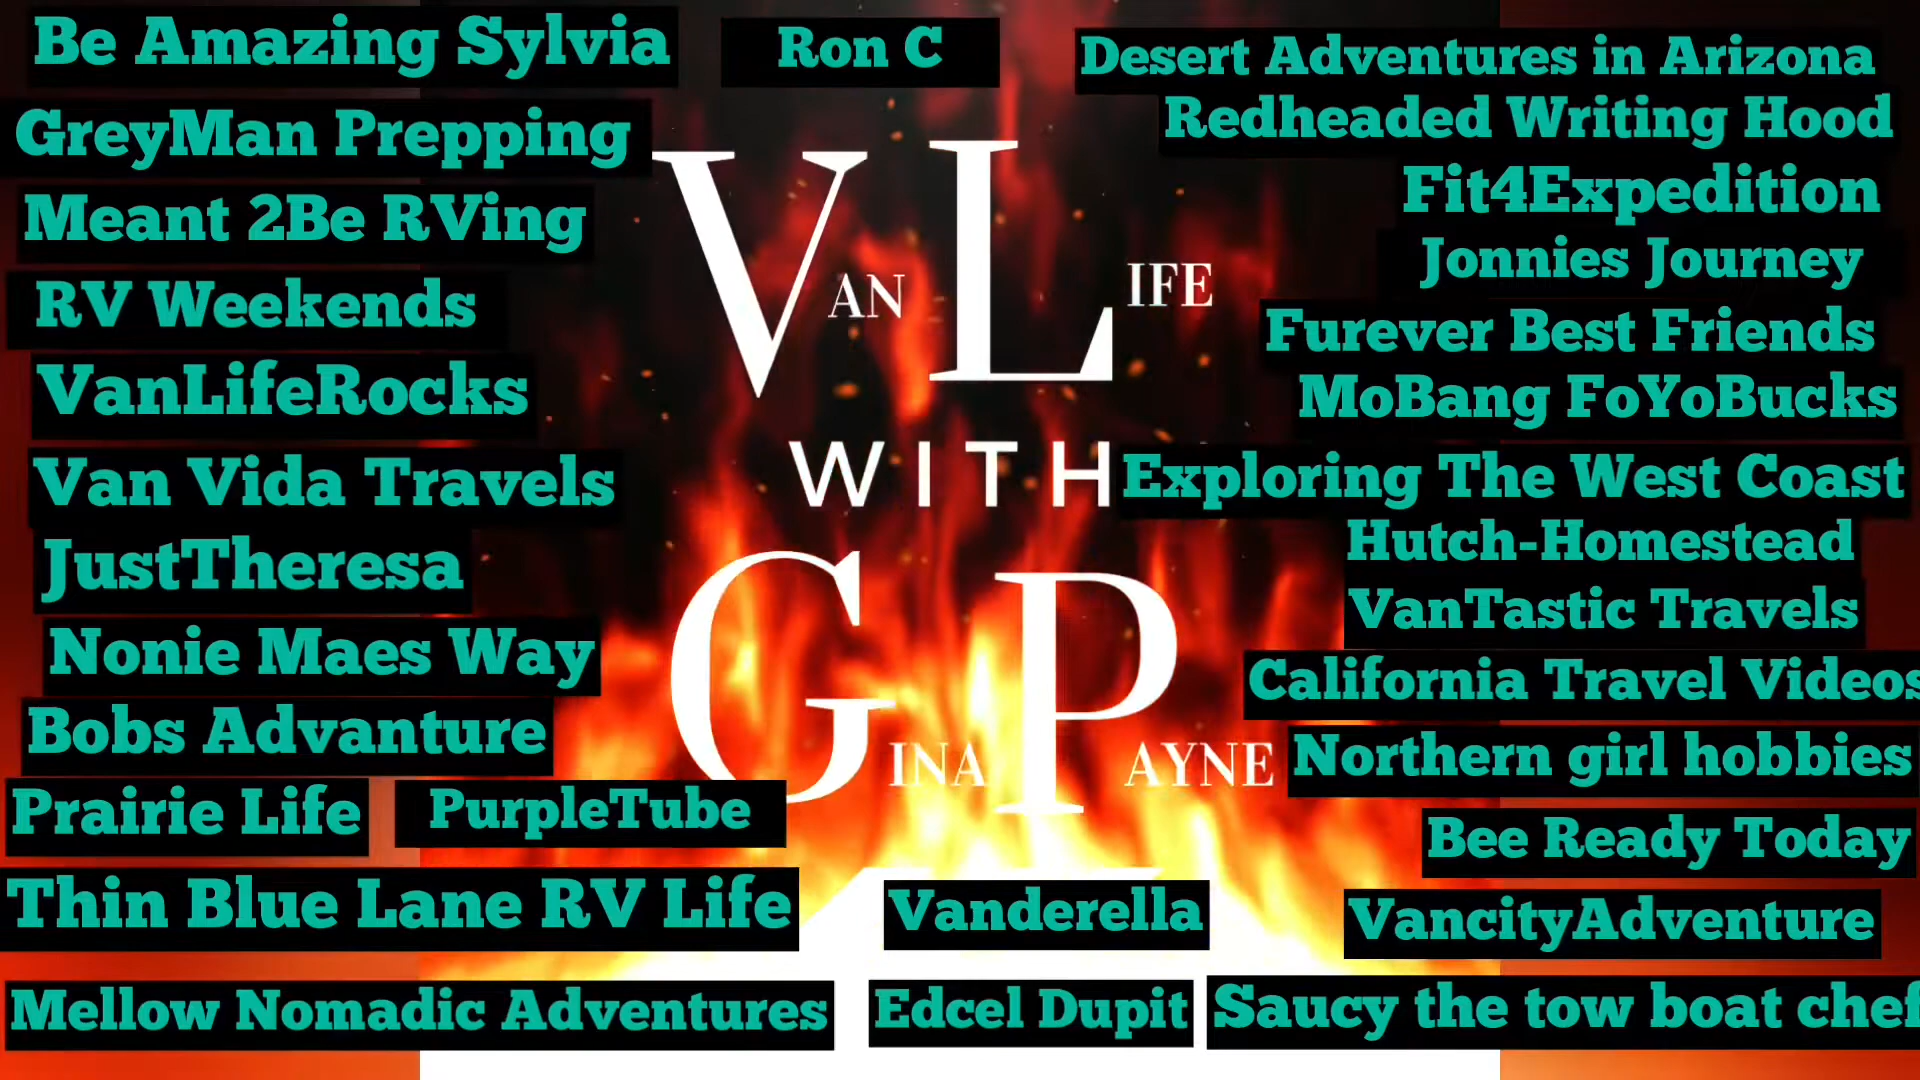 Be Amazing Sylvia
Ron C
Desert Adventures in Arizona
GreyMan Prepping
Redheaded Writing Hood
Meant 2Be RVing
Fit4Expedition
Jonnies Journey
RV Weekends
Furever Best Friends
VanLifeRocks
MoBang FoYoBucks
VAN LIFE
WITH
GINA PAYNE
Van Vida Travels
Exploring The West Coast
JustTheresa
Hutch-Homestead
VanTastic Travels
Nonie Maes Way
California Travel Videos
Bobs Advanture
Northern girl hobbies
Prairie Life
PurpleTube
Bee Ready Today
Thin Blue Lane RV Life
Vanderella
VancityAdventure
Mellow Nomadic Adventures
Edcel Dupit
Saucy the tow boat chef